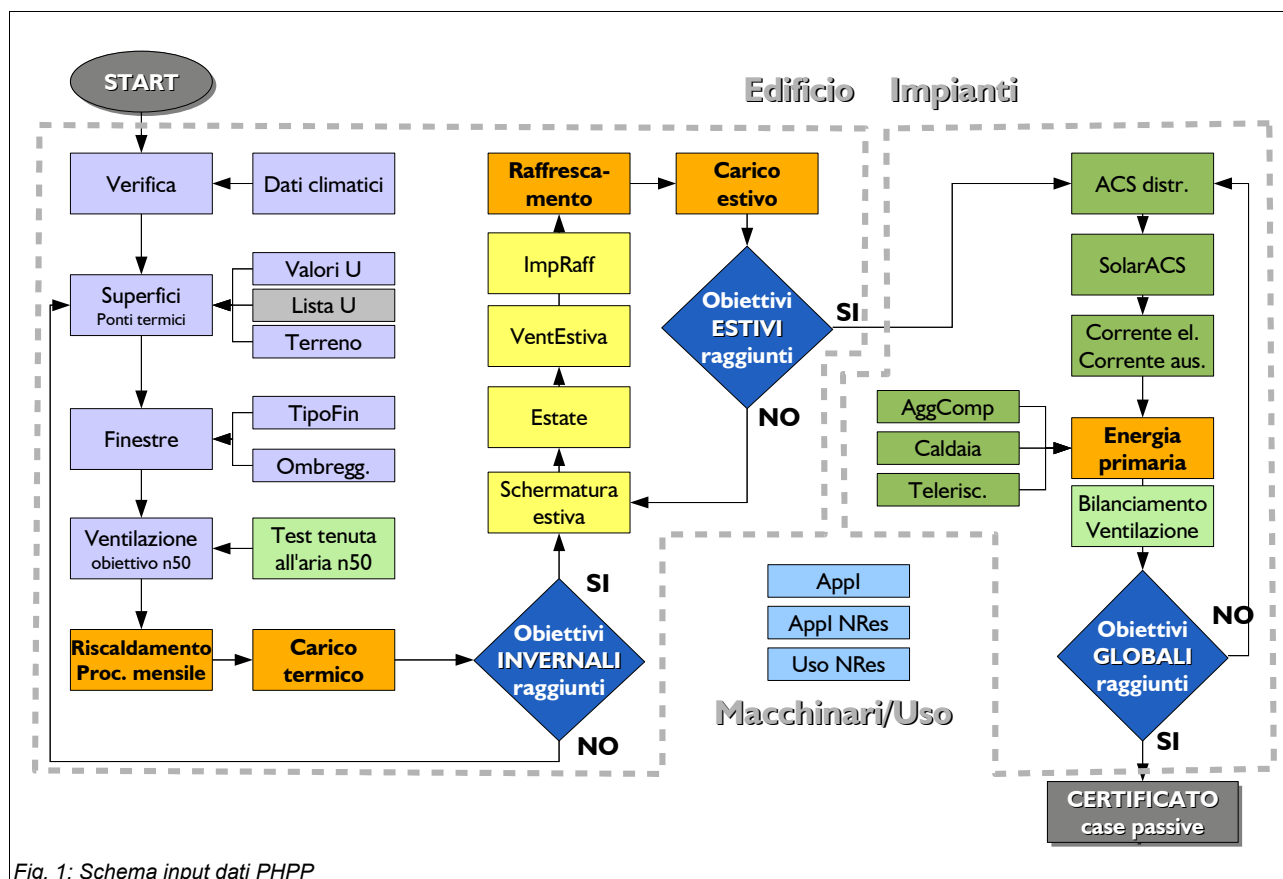 START
Edificio
Impianti
Verifica
Dati climatici
Superfici
Ponti termici
Valori U
Lista U
Terreno
Finestre
TipoFin
Ombregg.
Ventilazione
obiettivo n50
Test tenuta
all'aria n50
Riscaldamento
Proc. mensile
Carico
termico
Obiettivi
INVERNALI
raggiunti
SI
NO
Schermatura
estiva
Estate
VentEstiva
ImpRaff
Raffresca-
mento
Carico
estivo
Obiettivi
ESTIVI
raggiunti
SI
NO
AppI
AppI NRes
Uso NRes
Macchinari/Uso
ACS distr.
SolarACS
Corrente el.
Corrente aus.
AggComp
Caldaia
Telerisc.
Energia
primaria
Bilanciamento
Ventilazione
Obiettivi
GLOBALI
raggiunti
NO
SI
CERTIFICATO
case passive
Fig. 1: Schema input dati PHPP